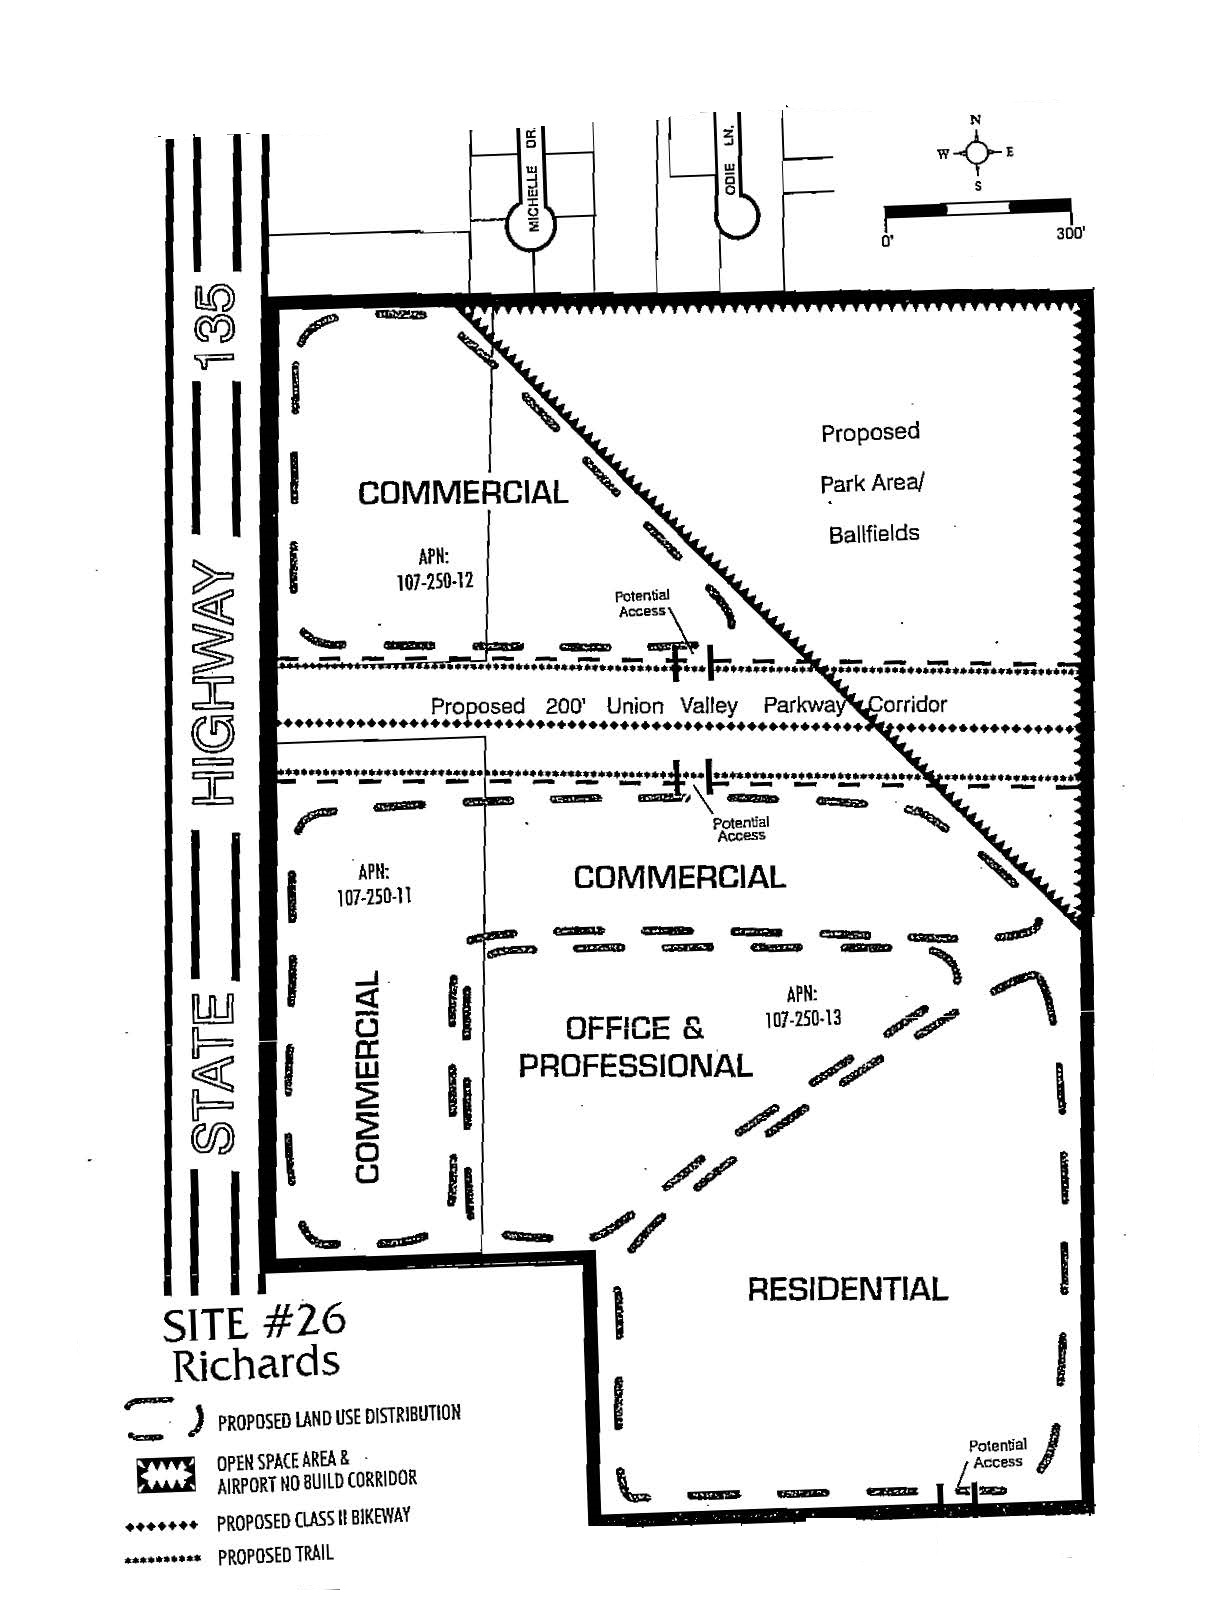 MICHELLE DR.
ODIE LN.
N
W E
S
0' 300'
STATE HIGHWAY 135
Proposed
Park Area/
Ballfields
COMMERCIAL
APN:
107-250-12
Potential
Access
Proposed 200' Union Valley Parkway Corridor
Potential
Access
APN:
107-250-11
COMMERCIAL
COMMERCIAL
APN:
107-250-13
OFFICE &
PROFESSIONAL
RESIDENTIAL
Potential
Access
SITE #26
Richards
PROPOSED LAND USE DISTRIBUTION
OPEN SPACE AREA &
AIRPORT NO BUILD CORRIDOR
PROPOSED CLASS II BIKEWAY
PROPOSED TRAIL